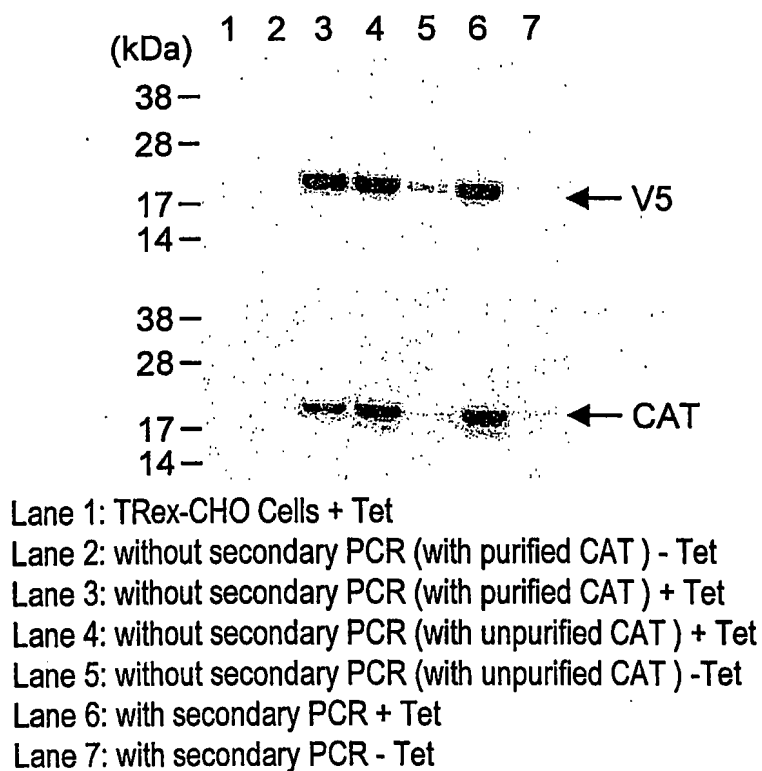 1 2 3 4 5 6 7
(kDa)
38
28
17
14
V5
38
28
17
14
CAT
Lane 1: TRex-CHO Cells + Tet
Lane 2: without secondary PCR (with purified CAT ) - Tet
Lane 3: without secondary PCR (with purified CAT ) + Tet
Lane 4: without secondary PCR (with unpurified CAT ) + Tet
Lane 5: without secondary PCR (with unpurified CAT ) -Tet
Lane 6: with secondary PCR + Tet
Lane 7: with secondary PCR - Tet